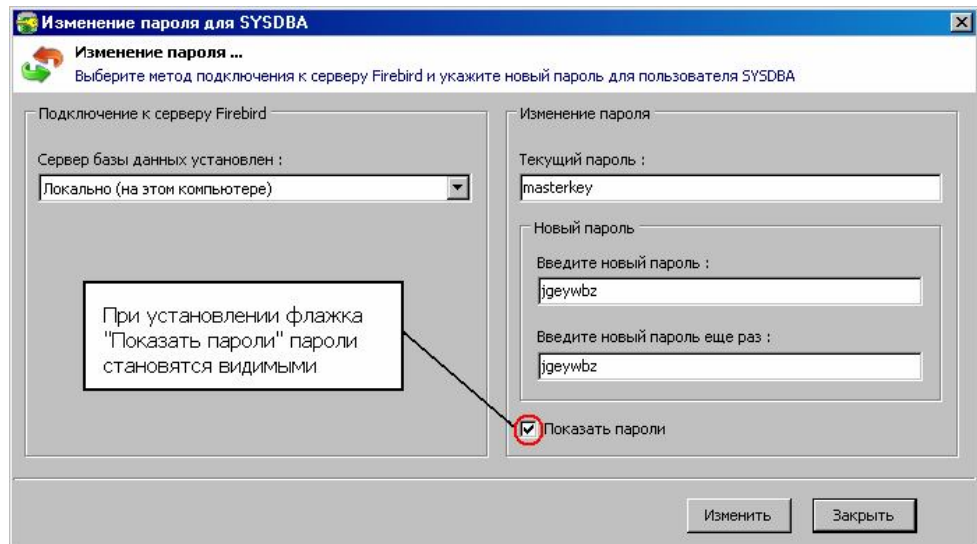 Изменение пароля для SYSDBA
Изменение пароля ...
Выберите метод подключения к серверу Firebird и укажите новый пароль для пользователя SYSDBA
Подключение к серверу Firebird
Сервер базы данных установлен :
Локально (на этом компьютере)
При установлении флажка
"Показать пароли" пароли
становятся видимыми
Изменение пароля
Текущий пароль :
masterkey
Новый пароль
Введите новый пароль :
jgeywbz
Введите новый пароль еще раз :
jgeywbz
Показать пароли
Изменить
Закрыть